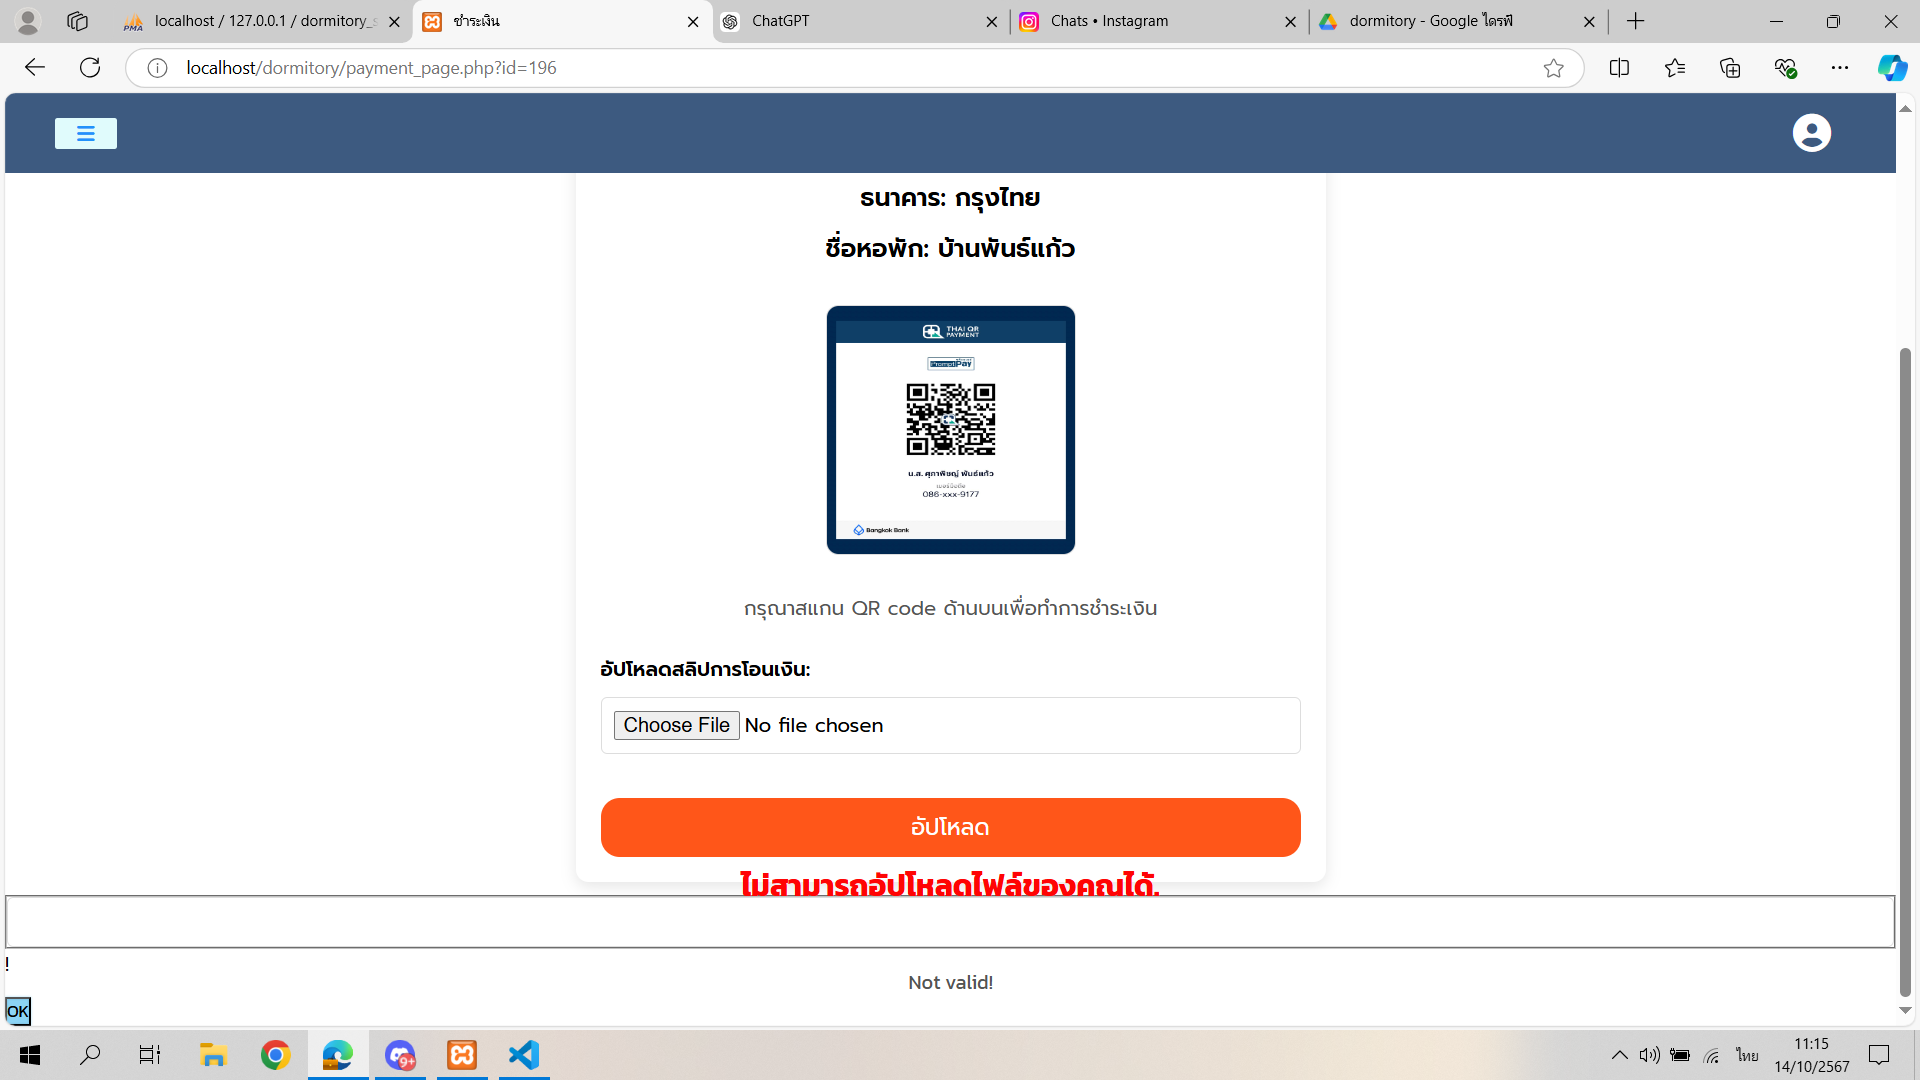 localhost / 127.0.0.1 / dormitory_s
ชำระเงิน
ChatGPT
Chats • Instagram
dormitory - Google ไดรฟ์
localhost/dormitory/payment_page.php?id=196
ธนาคาร: กรุงไทย
ชื่อหอพัก: บ้านพันธ์แก้ว
THAI QR
PAYMENT
PromptPay
น.ส. ศุภาพิชญ์ พันธ์แก้ว
086-xxx-9177
Bangkok Bank
กรุณาสแกน QR code ด้านบนเพื่อทำการชำระเงิน
อัปโหลดสลิปการโอนเงิน:
Choose File No file chosen
อัปโหลด
ไม่สามารถอัปโหลดไฟล์ของคุณได้.
!
Not valid!
OK
9+
ไทย
11:15
14/10/2567